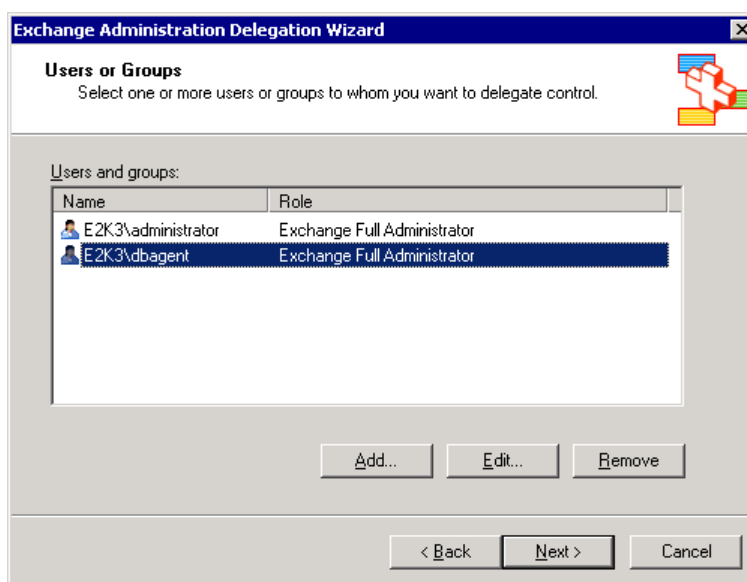 Exchange Administration Delegation Wizard
Users or Groups
Select one or more users or groups to whom you want to delegate control.
Users and groups:
Name Role
E2K3\administrator Exchange Full Administrator
E2K3\dbagent Exchange Full Administrator
Add... Edit... Remove
< Back Next > Cancel